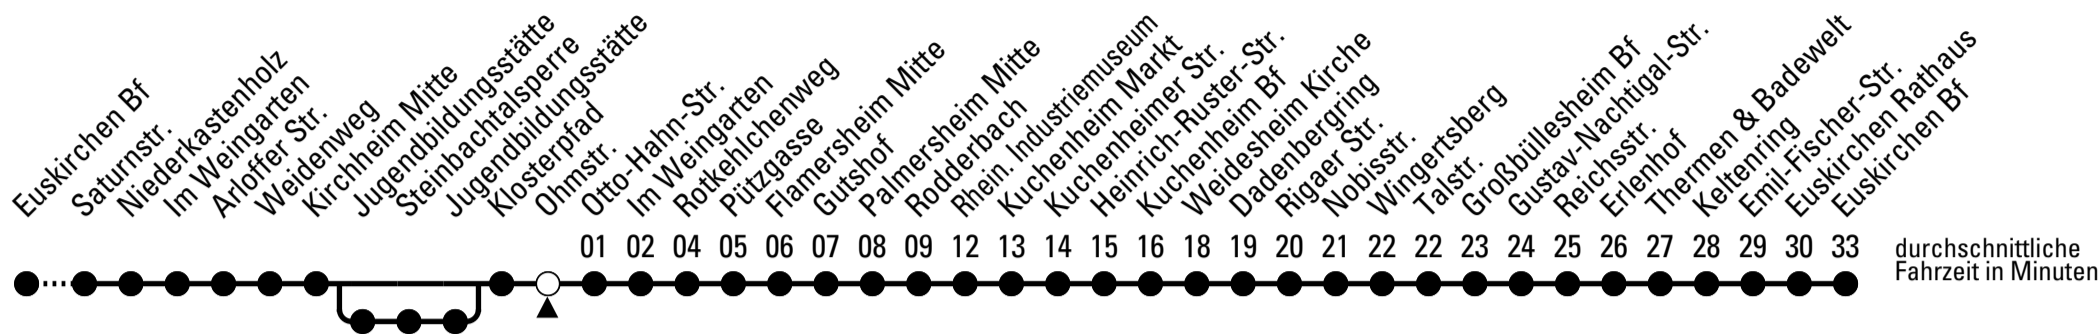 Euskirchen Bf
Saturnstr.
Niederkastenholz
Im Weingarten
Arloffer Str.
Weidenweg
Kirchheim Mitte
Jugendbildungsstätte
Steinbachtalsperre
Jugendbildungsstätte
Klosterpfad
Ohmstr.
Otto-Hahn-Str.
Im Weingarten
Rotkehlchenweg
Pützgasse
Flamersheim Mitte
Gutshof
Palmersheim Mitte
Rodderbach
Rhein. Industriemuseum
Kuchenheim Markt
Kuchenheimer Str.
Heinrich-Ruster-Str.
Kuchenheim Bf
Weidesheim Kirche
Dadenbergring
Rigaer Str.
Nobisstr.
Wingertsberg
Talstr.
Großbüllesheim Bf
Gustav-Nachtigal-Str.
Reichsstr.
Erlenhof
Thermen & Badewelt
Keltenring
Emil-Fischer-Str.
Euskirchen Rathaus
Euskirchen Bf
01 02 04 05 06 07 08 09 12 13 14 15 16 18 19 20 21 22 22 23 24 25 26 27 28 29 30 33
durchschnittliche
Fahrzeit in Minuten